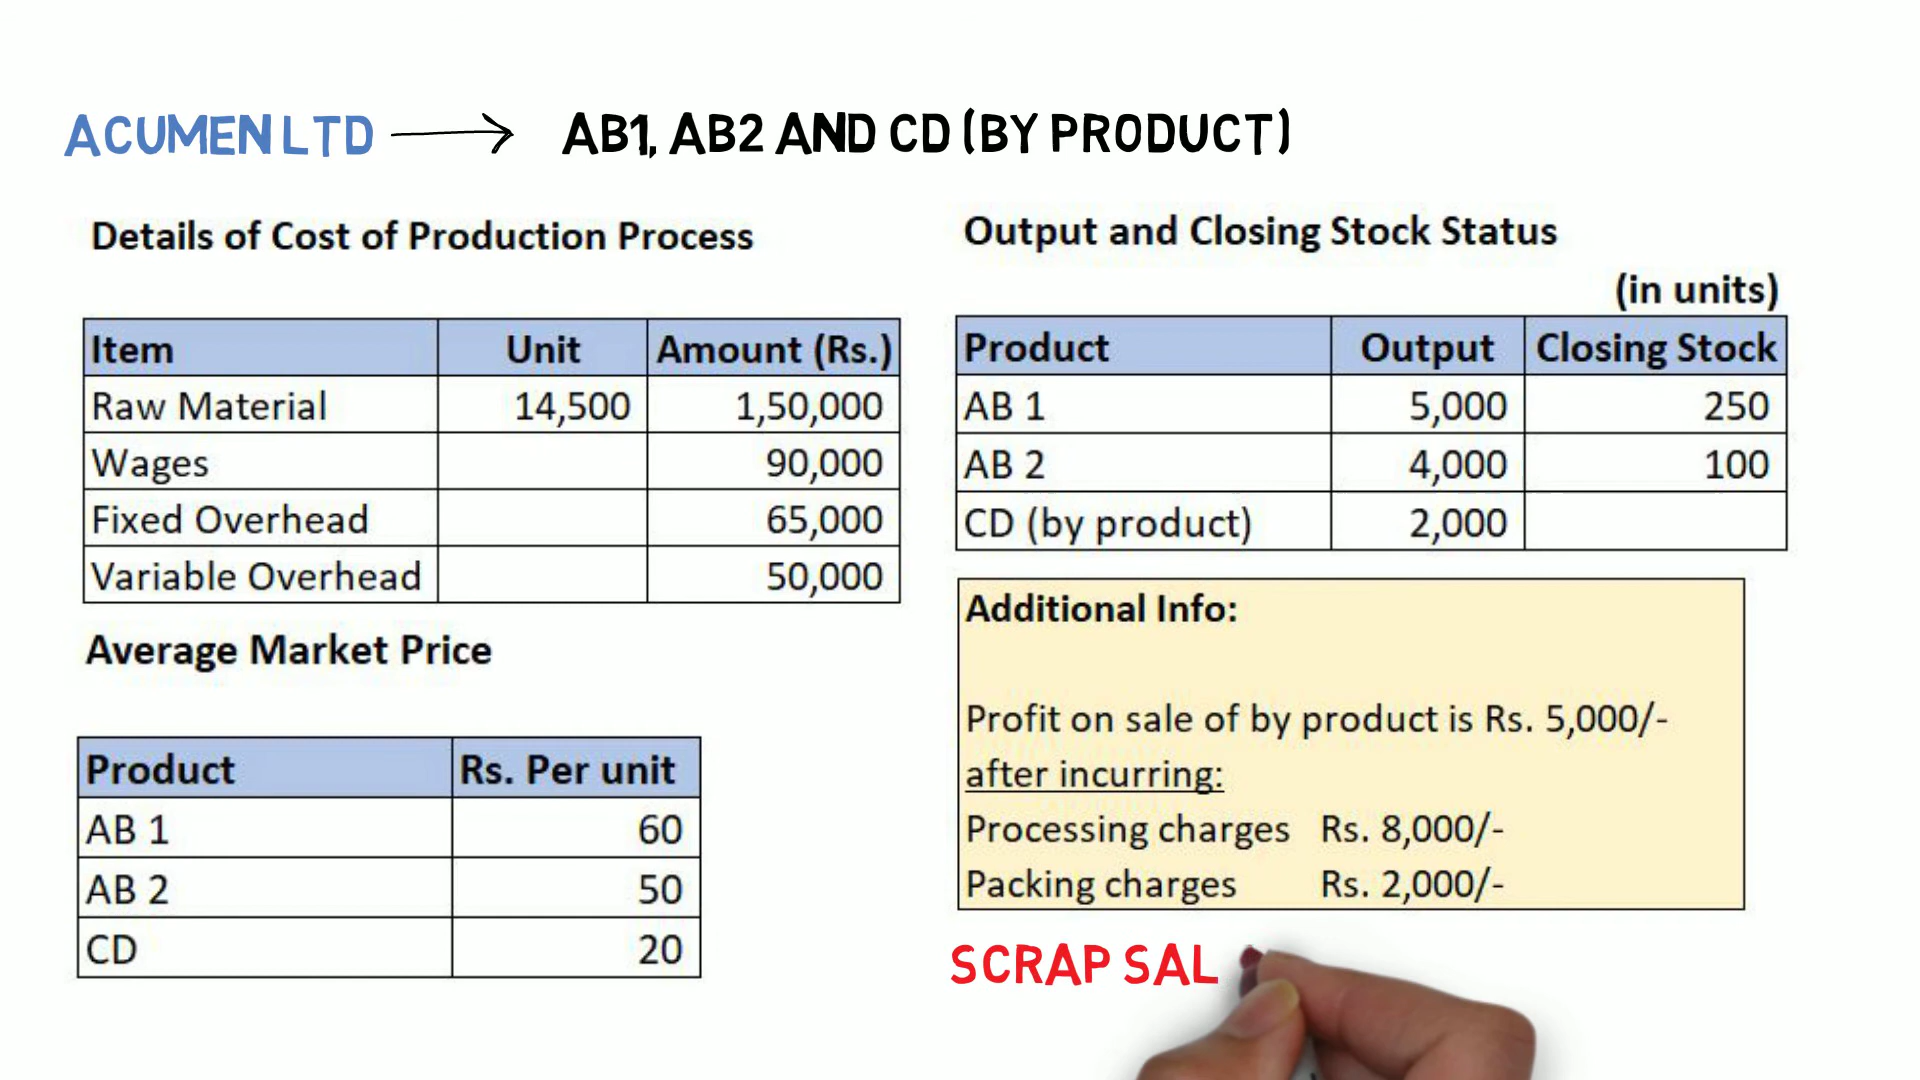 ACUMEN LTD AB1, AB2 AND CD (BY PRODUCT)
Details of Cost of Production Process
Item Unit Amount (Rs.)
Raw Material 14,500 1,50,000
Wages 90,000
Fixed Overhead 65,000
Variable Overhead 50,000
Average Market Price
Product Rs. Per unit
AB 1 60
AB 2 50
CD 20
Output and Closing Stock Status
(in units)
Product Output Closing Stock
AB 1 5,000 250
AB 2 4,000 100
CD (by product) 2,000
Additional Info:
Profit on sale of by product is Rs. 5,000/-
after incurring:
Processing charges Rs. 8,000/-
Packing charges Rs. 2,000/-
SCRAP SAL